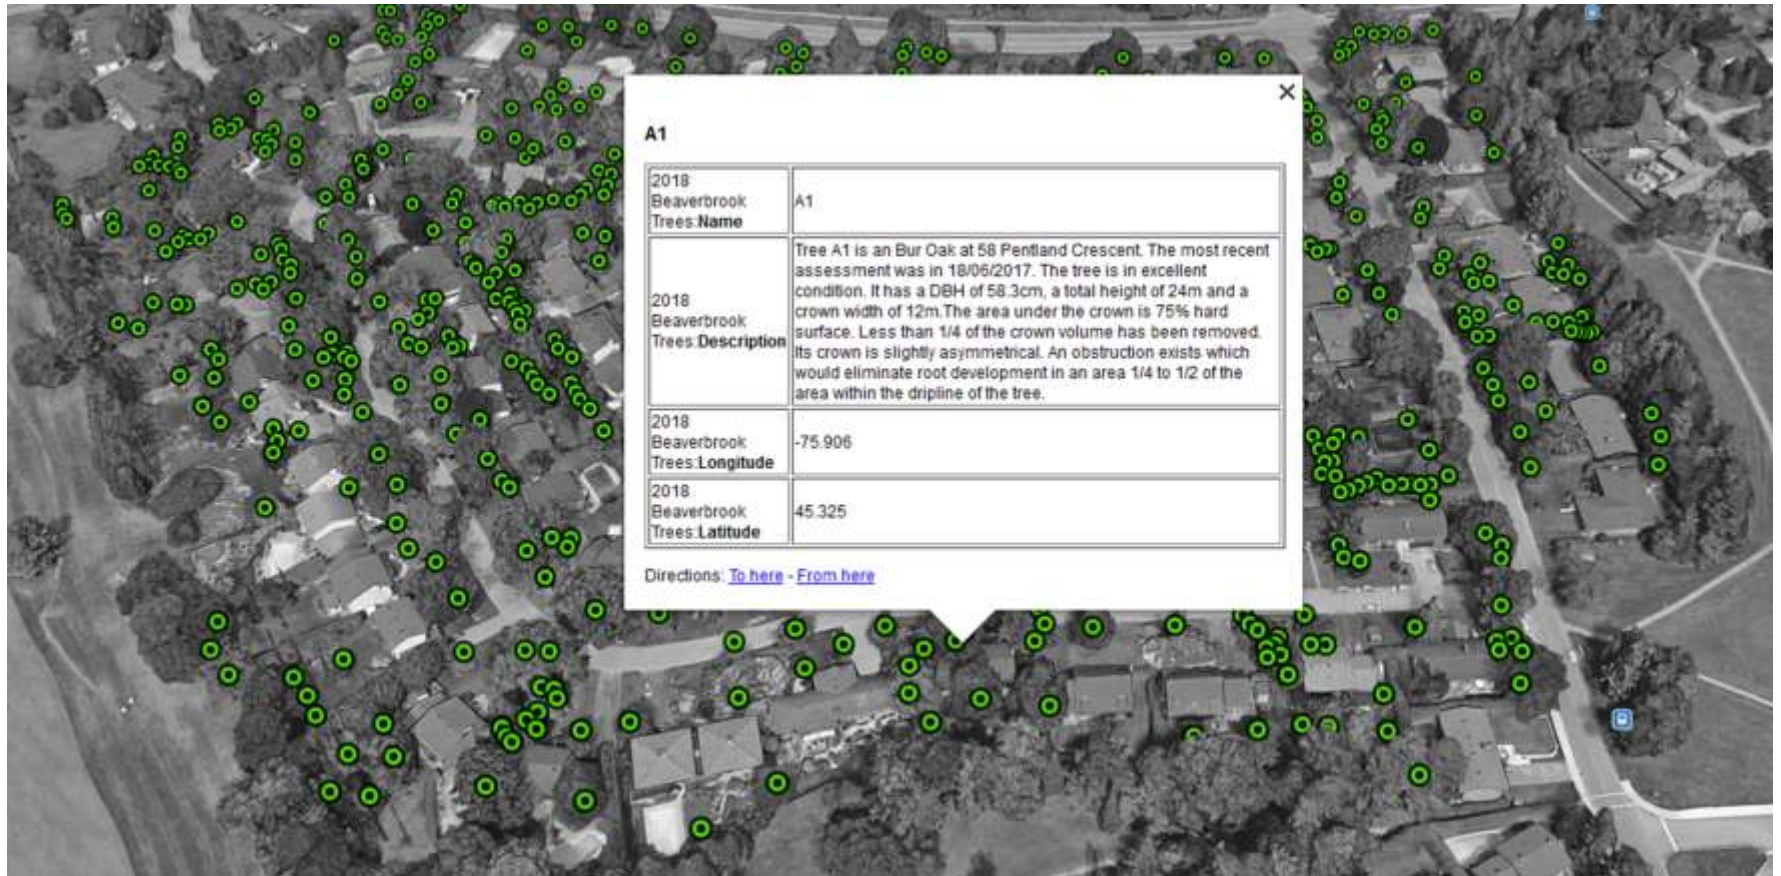 A1
2018
Beaverbrook
Trees:Name
A1
2018
Beaverbrook
Trees:Description
Tree A1 is an Bur Oak at 58 Pentland Crescent. The most recent
assessment was in 18/06/2017. The tree is in excellent
condition. It has a DBH of 58.3cm, a total height of 24m and a
crown width of 12m.The area under the crown is 75% hard
surface. Less than 1/4 of the crown volume has been removed.
Its crown is slightly asymmetrical. An obstruction exists which
would eliminate root development in an area 1/4 to 1/2 of the
area within the dripline of the tree.
2018
Beaverbrook
Trees:Longitude
-75.906
2018
Beaverbrook
Trees:Latitude
45.325
Directions: To here - From here